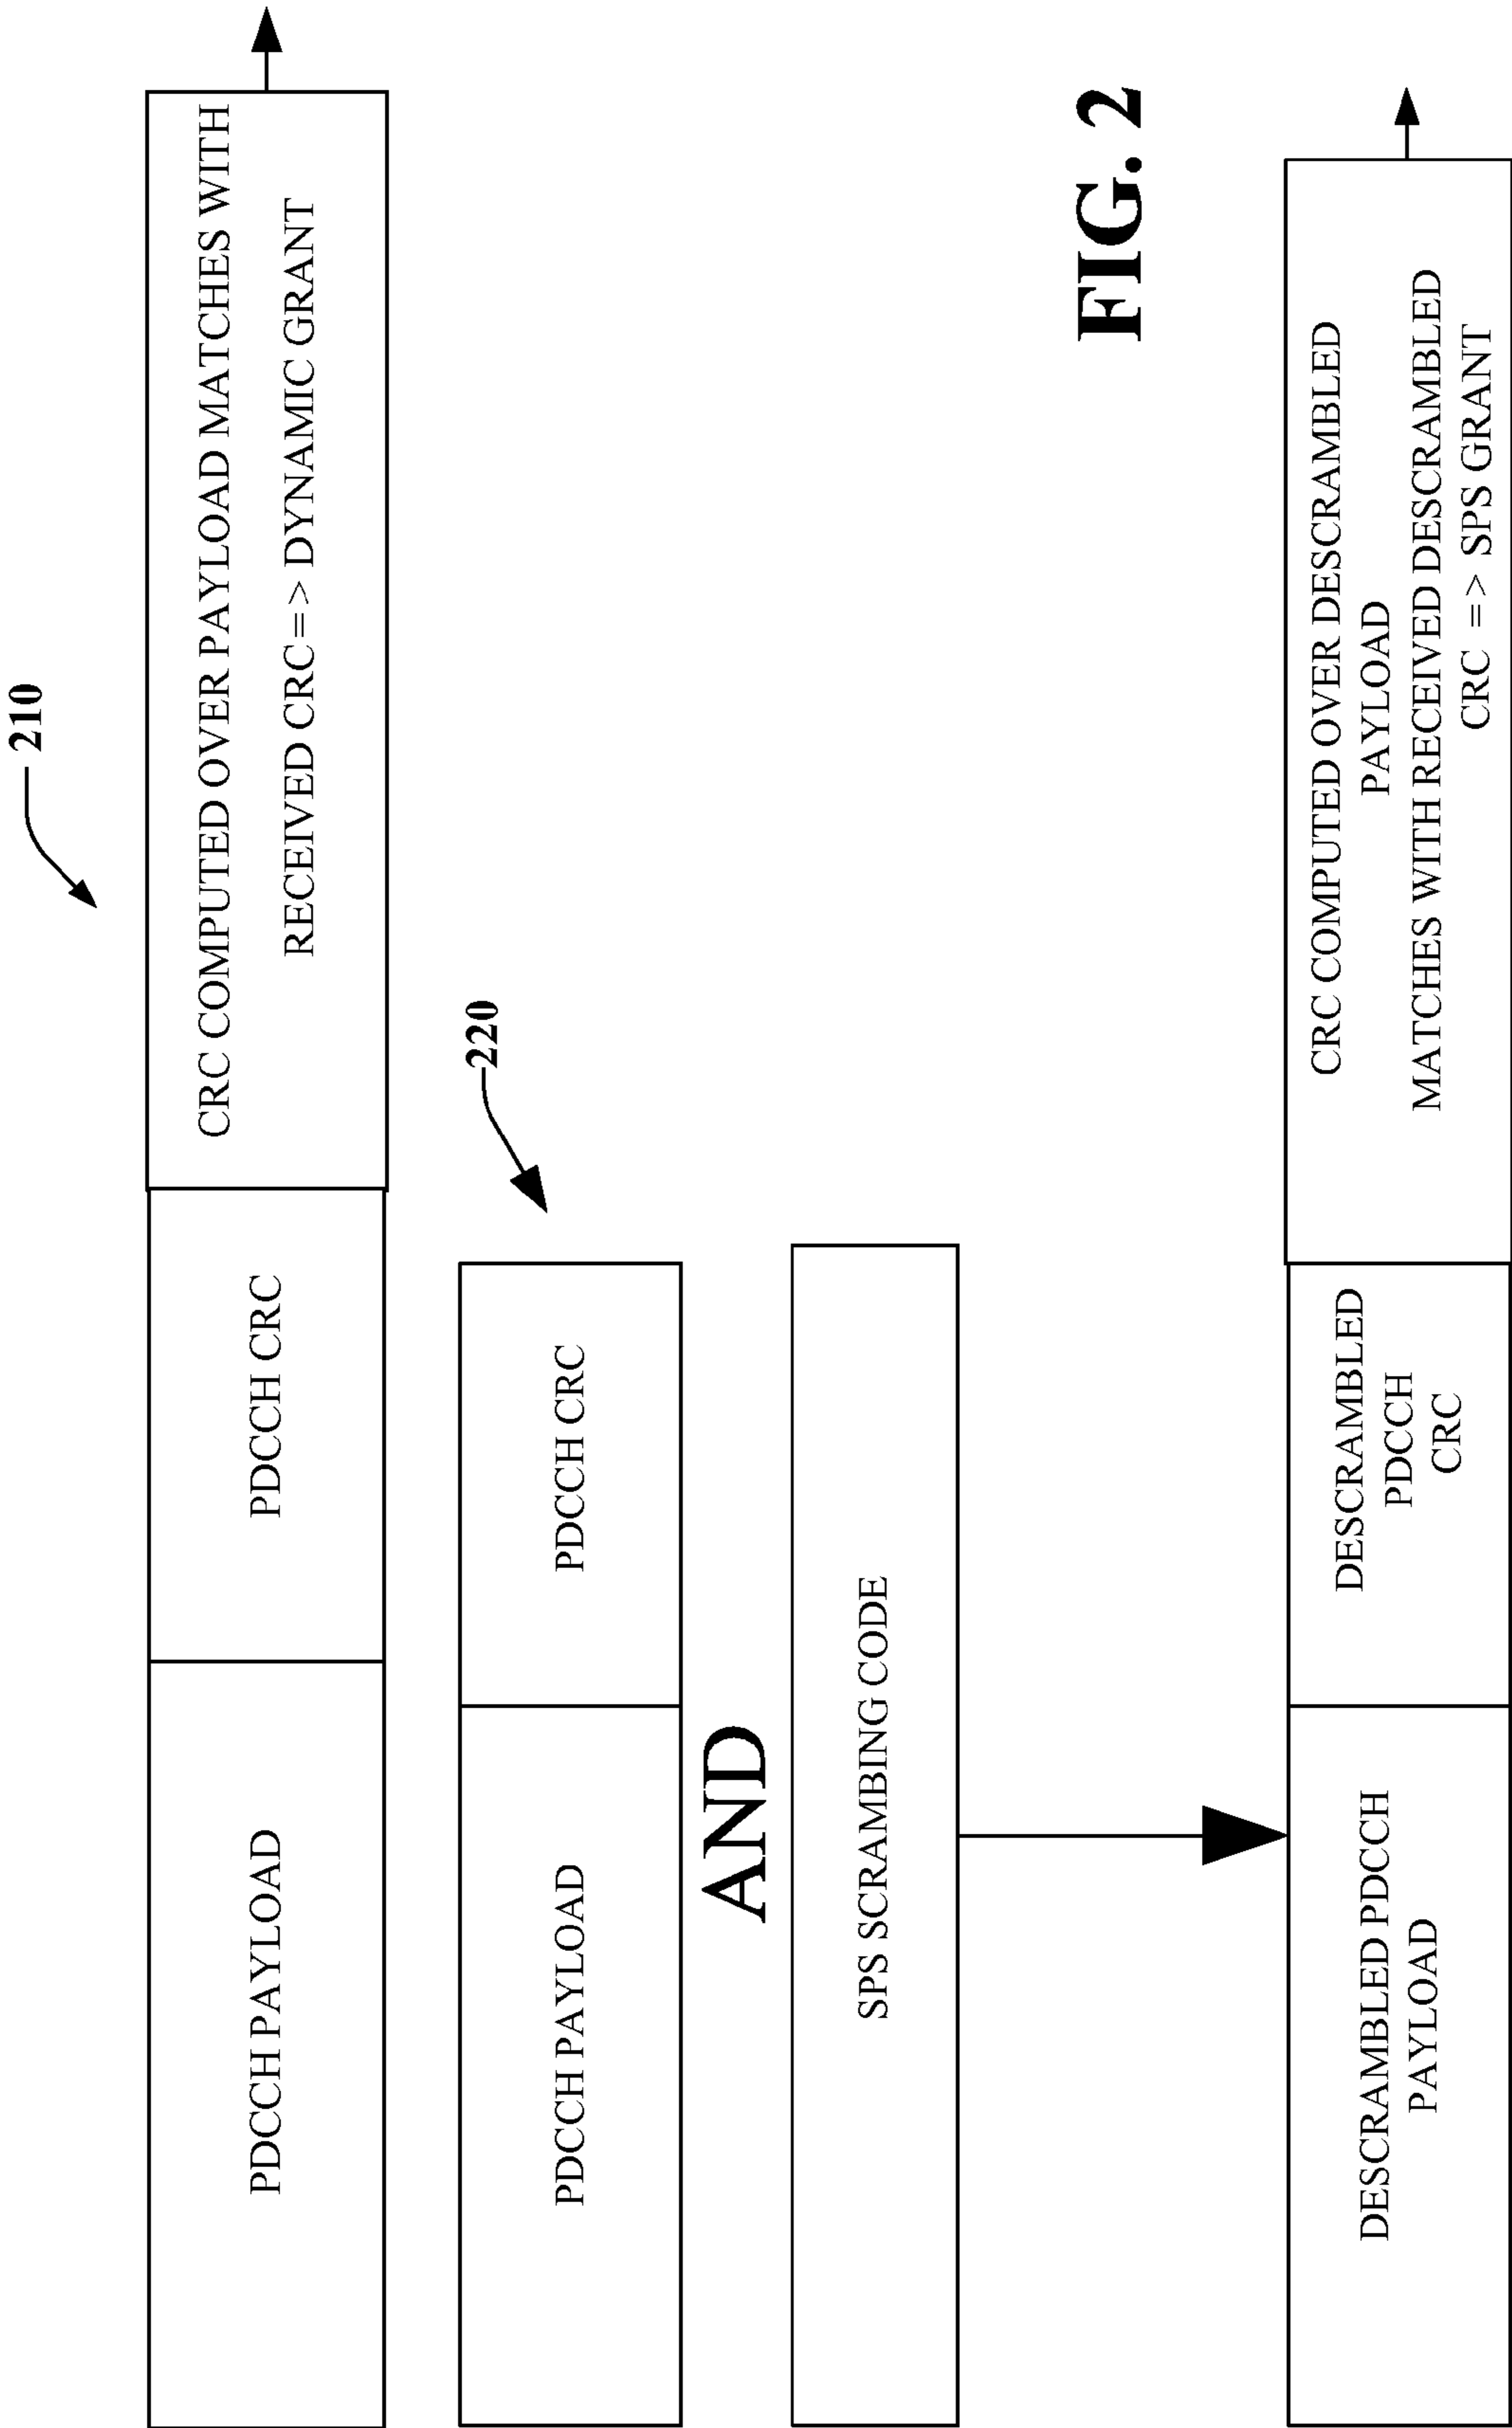 210
PDCCH PAYLOAD
PDCCH CRC
CRC COMPUTED OVER PAYLOAD MATCHES WITH
RECEIVED CRC => DYNAMIC GRANT
220
PDCCH PAYLOAD
PDCCH CRC
AND
SPS SCRAMBING CODE
FIG. 2
DESCRAMBLED PDCCH
PAYLOAD
DESCRAMBLED
PDCCH
CRC
CRC COMPUTED OVER DESCRAMBLED
PAYLOAD
MATCHES WITH RECEIVED DESCRAMBLED
CRC => SPS GRANT